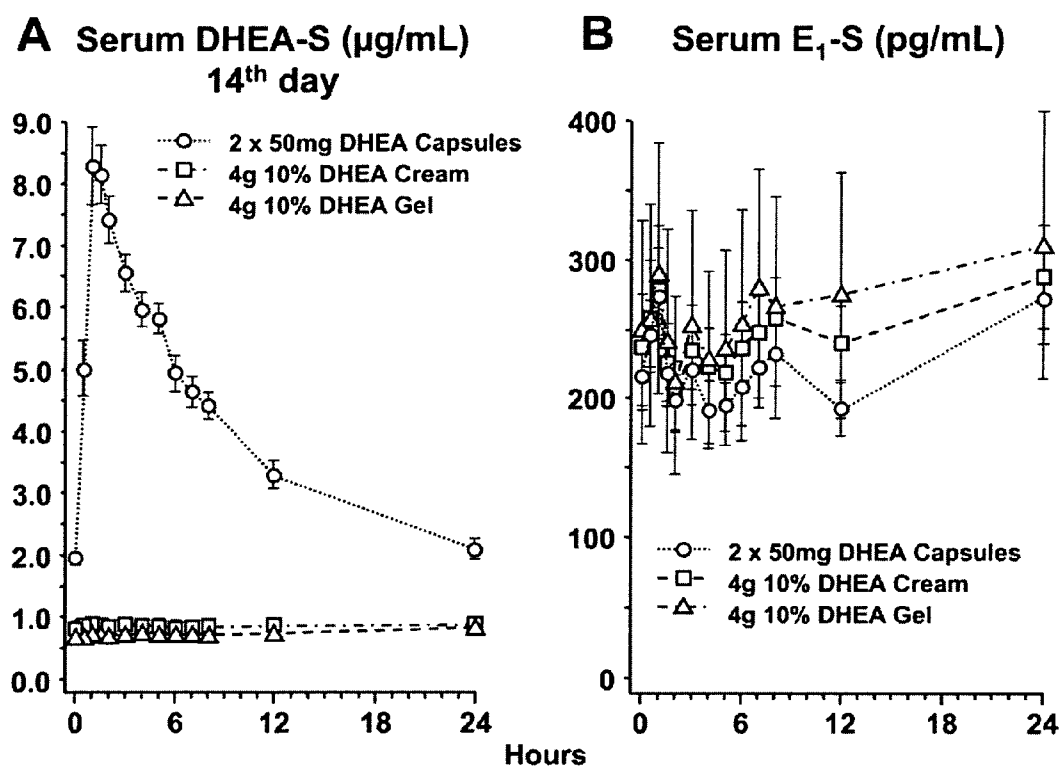 A Serum DHEA-S (µg/mL)
14th day
9.0
8.0
7.0
6.0
5.0
4.0
3.0
2.0
1.0
0.0
2 x 50mg DHEA Capsules
4g 10% DHEA Cream
4g 10% DHEA Gel
0 6 12 18 24
B Serum E₁-S (pg/mL)
400
300
200
100
0
2 x 50mg DHEA Capsules
4g 10% DHEA Cream
4g 10% DHEA Gel
0 6 12 18 24
Hours